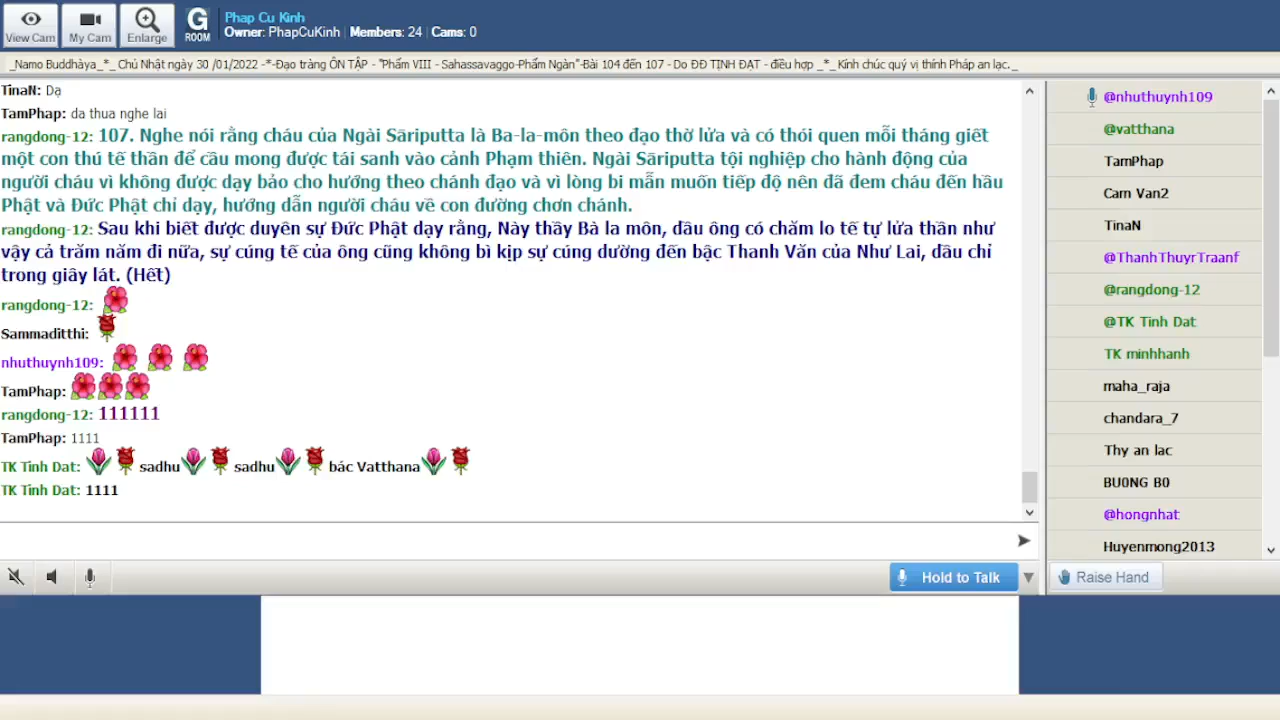 View Cam
My Cam
Enlarge
G
ROOM
Phap Cu Kinh
Owner: PhapCuKinh | Members: 24 | Cams: 0
_Namo Buddhàya_*_ Chủ Nhật ngày 30 /01/2022 -*-Đạo tràng ÔN TẬP - "Phẩm VIII - Sahassavaggo-Phẩm Ngàn"-Bài 104 đến 107 - Do ĐĐ TỊNH ĐẠT - điều hợp _*_ Kính chúc quý vị thính Pháp an lạc._
TinaN: Dạ
TamPhap: da thua nghe lai
rangdong-12: 107. Nghe nói rằng cháu của Ngài Sāriputta là Ba-la-môn theo đạo thờ lửa và có thói quen mỗi tháng giết
một con thú tế thần để cầu mong được tái sanh vào cảnh Phạm thiên. Ngài Sāriputta tội nghiệp cho hành động của
người cháu vì không được dạy bảo cho hướng theo chánh đạo và vì lòng bi mẫn muốn tiếp độ nên đã đem cháu đến hầu
Phật và Đức Phật chỉ dạy, hướng dẫn người cháu về con đường chơn chánh.
rangdong-12: Sau khi biết được duyên sự Đức Phật dạy rằng, Này thầy Bà la môn, dầu ông có chăm lo tế tự lửa thần như
vậy cả trăm năm đi nữa, sự cúng tế của ông cũng không bì kịp sự cúng dường đến bậc Thanh Văn của Như Lai, dầu chỉ
trong giây lát. (Hết)
rangdong-12:
Sammaditthi:
nhuthuynh109:
TamPhap:
rangdong-12: 111111
TamPhap: 1111
TK Tinh Dat: sadhu sadhu bác Vatthana
TK Tinh Dat: 1111
Hold to Talk
@nhuthuynh109
@vatthana
TamPhap
Cam Van2
TinaN
@ThanhThuyrTraanf
@rangdong-12
@TK Tinh Dat
TK minhhanh
maha_raja
chandara_7
Thy an lac
BU0NG B0
@hongnhat
Huyenmong2013
Raise Hand